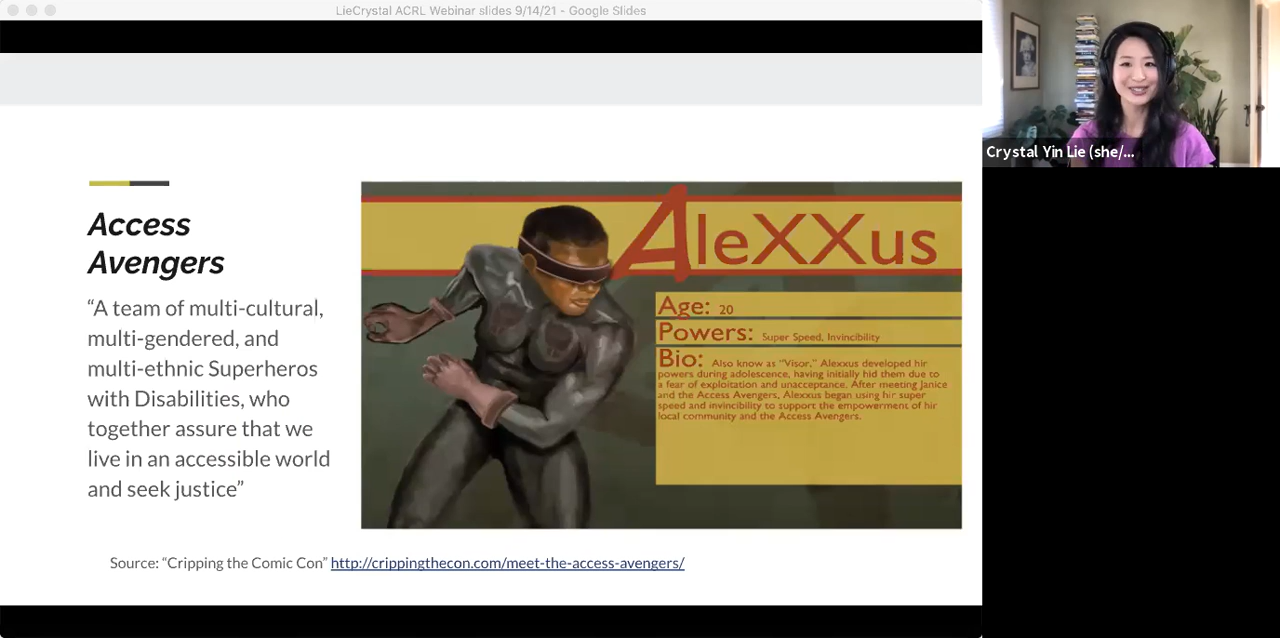 LieCrystal ACRL Webinar slides 9/14/21 - Google Slides
Crystal Yin Lie (she/...
Access
Avengers
“A team of multi-cultural,
multi-gendered, and
multi-ethnic Superheros
with Disabilities, who
together assure that we
live in an accessible world
and seek justice”
AleXXus
Age: 20
Powers: Super Speed, Invincibility
Bio: Also know as "Visor," Alexxus developed hir
powers during adolescence, having initially hid them due to
a fear of exploitation and unacceptance. After meeting Janice
and the Access Avengers, Alexxus began using hir super
speed and invincibility to support the empowerment of hir
local community and the Access Avengers.
Source: “Cripping the Comic Con” http://crippingthecon.com/meet-the-access-avengers/